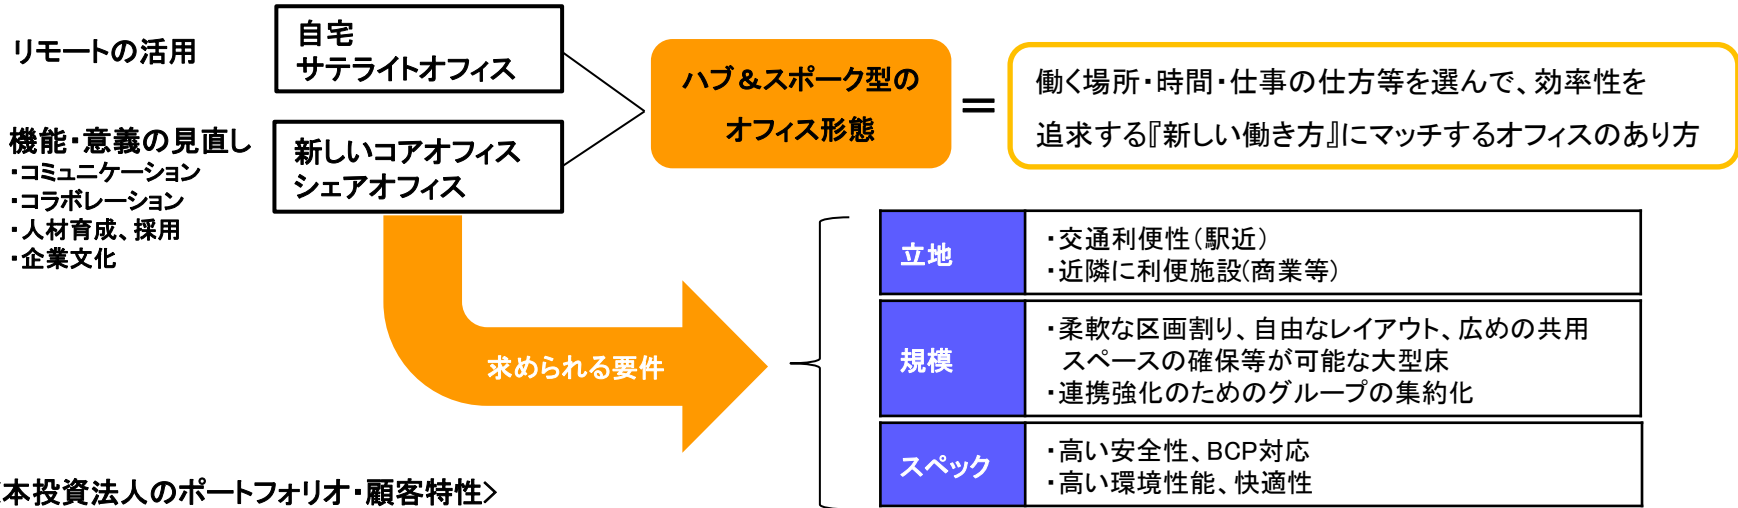 リモートの活用
自宅
サテライトオフィス
機能・意義の見直し
・コミュニケーション
・コラボレーション
・人材育成、採用
・企業文化
新しいコアオフィス
シェアオフィス
ハブ＆スポーク型の
オフィス形態
＝
働く場所・時間・仕事の仕方等を選んで、効率性を
追求する『新しい働き方』にマッチするオフィスのあり方
求められる要件
立地
・交通利便性（駅近）
・近隣に利便施設(商業等)
規模
・柔軟な区画割り、自由なレイアウト、広めの共用
スペースの確保等が可能な大型床
・連携強化のためのグループの集約化
スペック
・高い安全性、BCP対応
・高い環境性能、快適性
本投資法人のポートフォリオ・顧客特性>